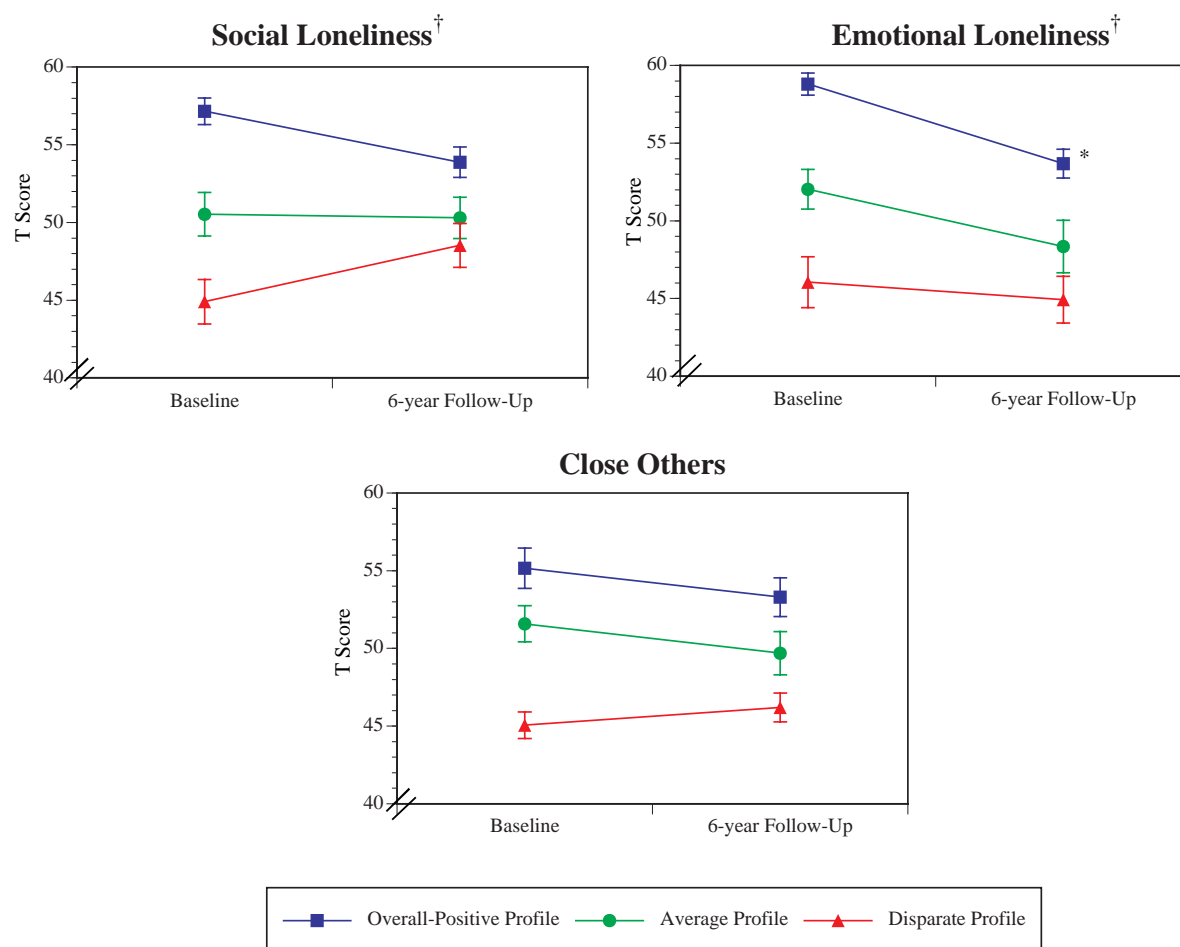 Social Loneliness†
60
55
50
45
40
T Score
Baseline
6-year Follow-Up
Emotional Loneliness†
60
55
50
45
40
T Score
*
Baseline
6-year Follow-Up
Close Others
60
55
50
45
40
T Score
Baseline
6-year Follow-Up
Overall-Positive Profile
Average Profile
Disparate Profile